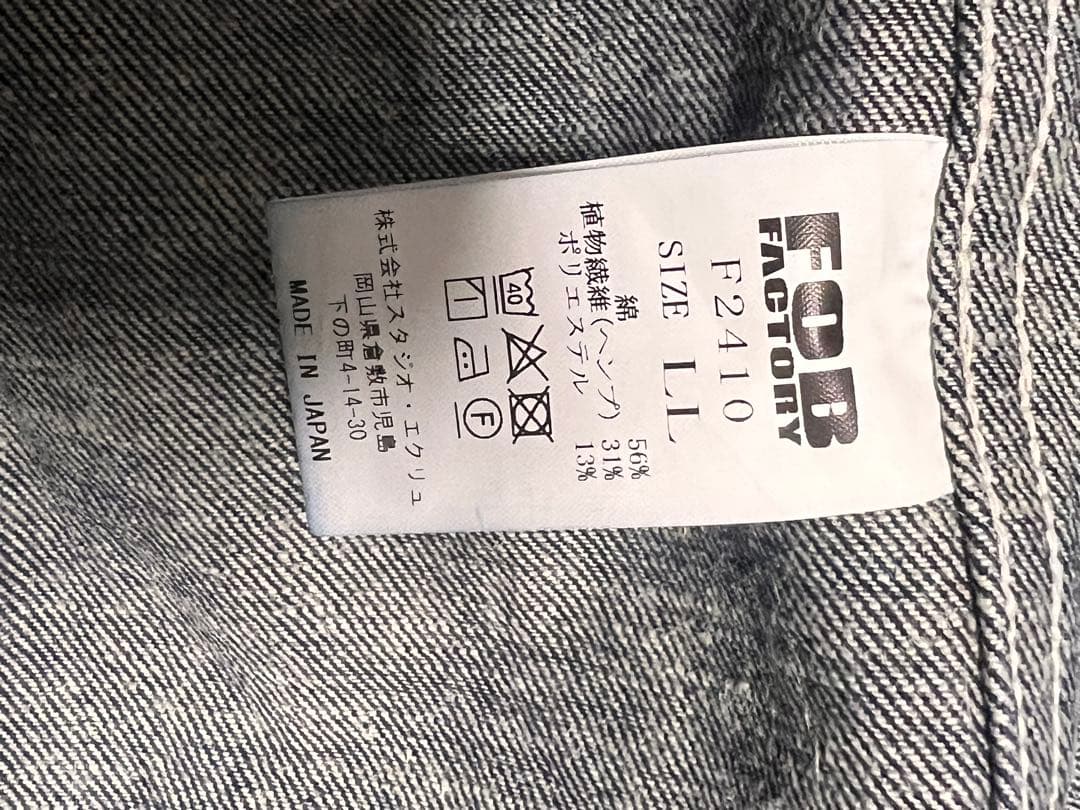 FOB
FACTORY
F2410
SIZE LL
綿 56%
植物繊維(ヘンプ) 31%
ポリエステル 13%
40
F
株式会社スタジオ・エクリュ
岡山県倉敷市児島
下の町4-14-30
MADE IN JAPAN